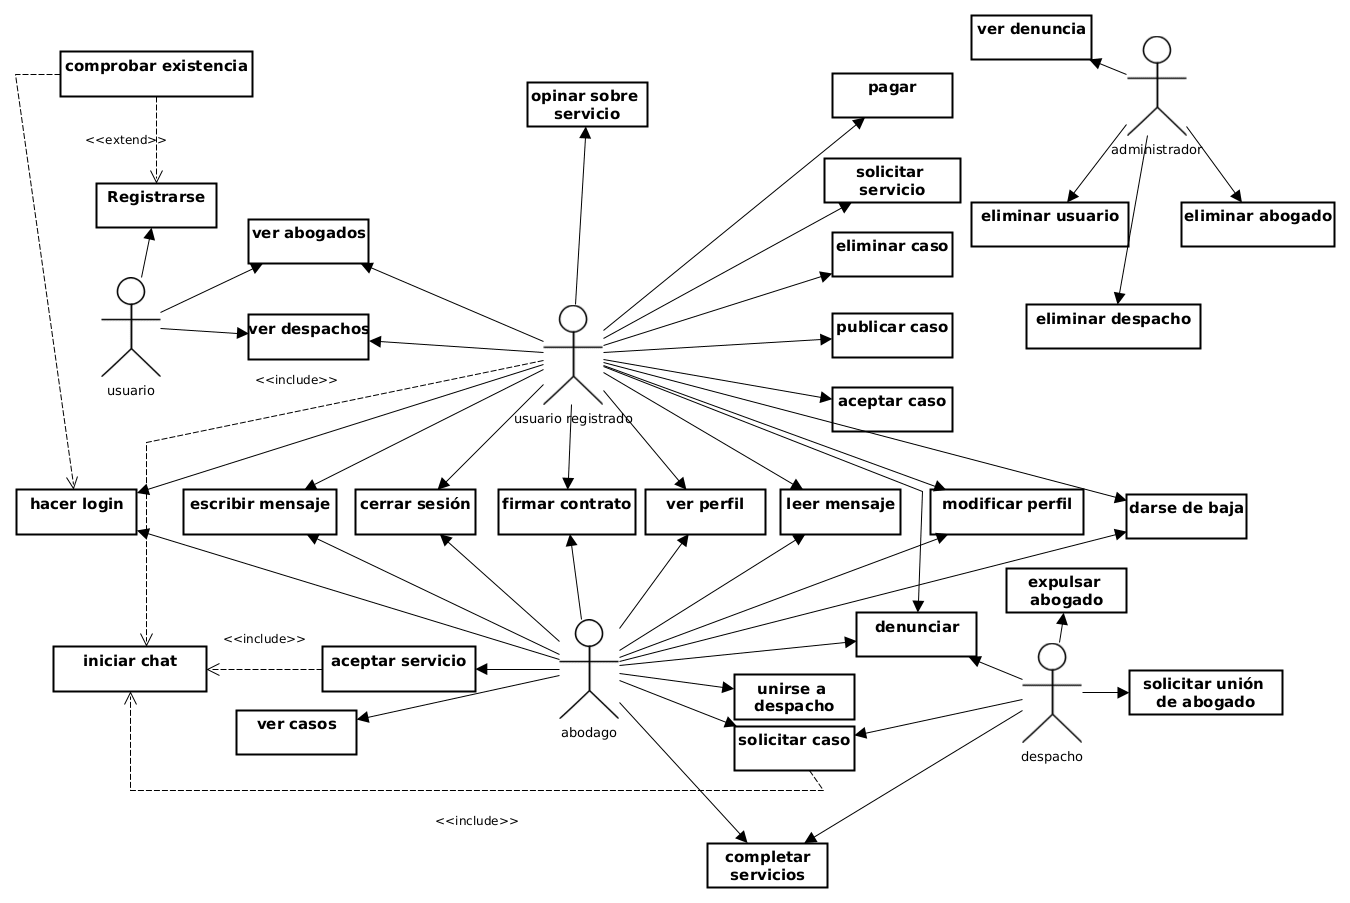 ver denuncia
comprobar existencia
pagar
opinar sobre
servicio
<<extend>>
administrador
solicitar
servicio
Registrarse
eliminar usuario
eliminar abogado
ver abogados
eliminar caso
eliminar despacho
ver despachos
publicar caso
<<include>>
usuario
aceptar caso
usuario registrado
hacer login
escribir mensaje
cerrar sesión
firmar contrato
ver perfil
leer mensaje
modificar perfil
darse de baja
expulsar
abogado
denunciar
<<include>>
iniciar chat
aceptar servicio
unirse a
despacho
solicitar unión
de abogado
ver casos
abodago
solicitar caso
despacho
<<include>>
completar
servicios